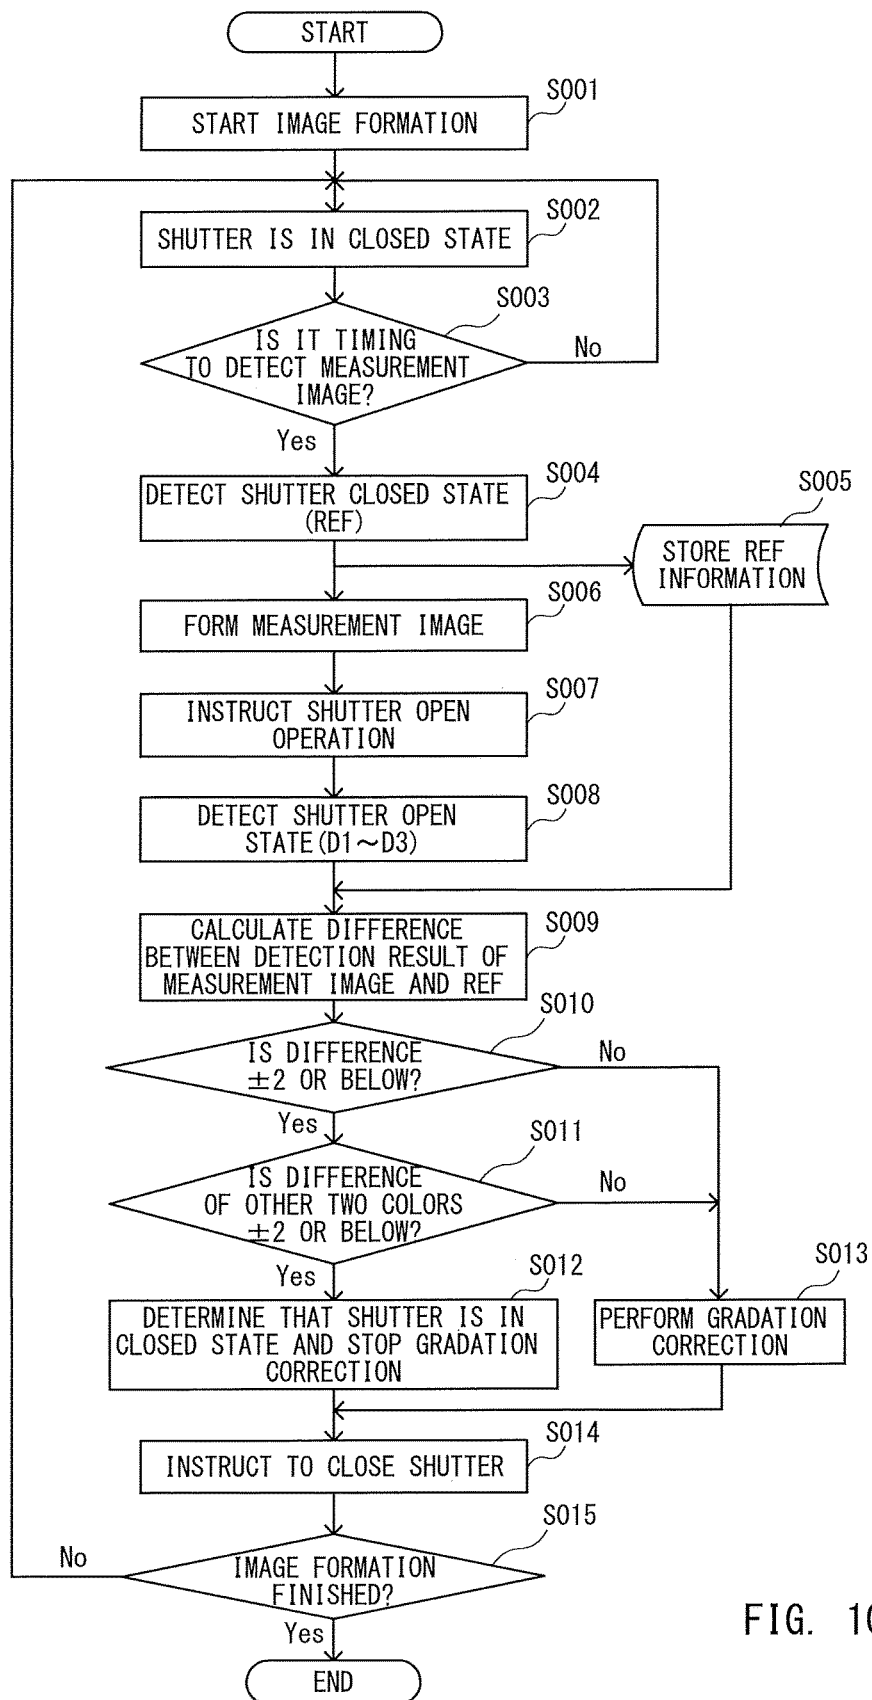 START
S001
START IMAGE FORMATION
S002
SHUTTER IS IN CLOSED STATE
S003
IS IT TIMING
TO DETECT MEASUREMENT
IMAGE?
No
Yes
S004
DETECT SHUTTER CLOSED STATE
(REF)
S005
STORE REF
INFORMATION
S006
FORM MEASUREMENT IMAGE
S007
INSTRUCT SHUTTER OPEN
OPERATION
S008
DETECT SHUTTER OPEN
STATE(D1～D3)
S009
CALCULATE DIFFERENCE
BETWEEN DETECTION RESULT OF
MEASUREMENT IMAGE AND REF
S010
IS DIFFERENCE
±2 OR BELOW?
No
Yes
S011
IS DIFFERENCE
OF OTHER TWO COLORS
±2 OR BELOW?
No
Yes
S012
DETERMINE THAT SHUTTER IS IN
CLOSED STATE AND STOP GRADATION
CORRECTION
S013
PERFORM GRADATION
CORRECTION
S014
INSTRUCT TO CLOSE SHUTTER
S015
IMAGE FORMATION
FINISHED?
No
Yes
END
FIG.